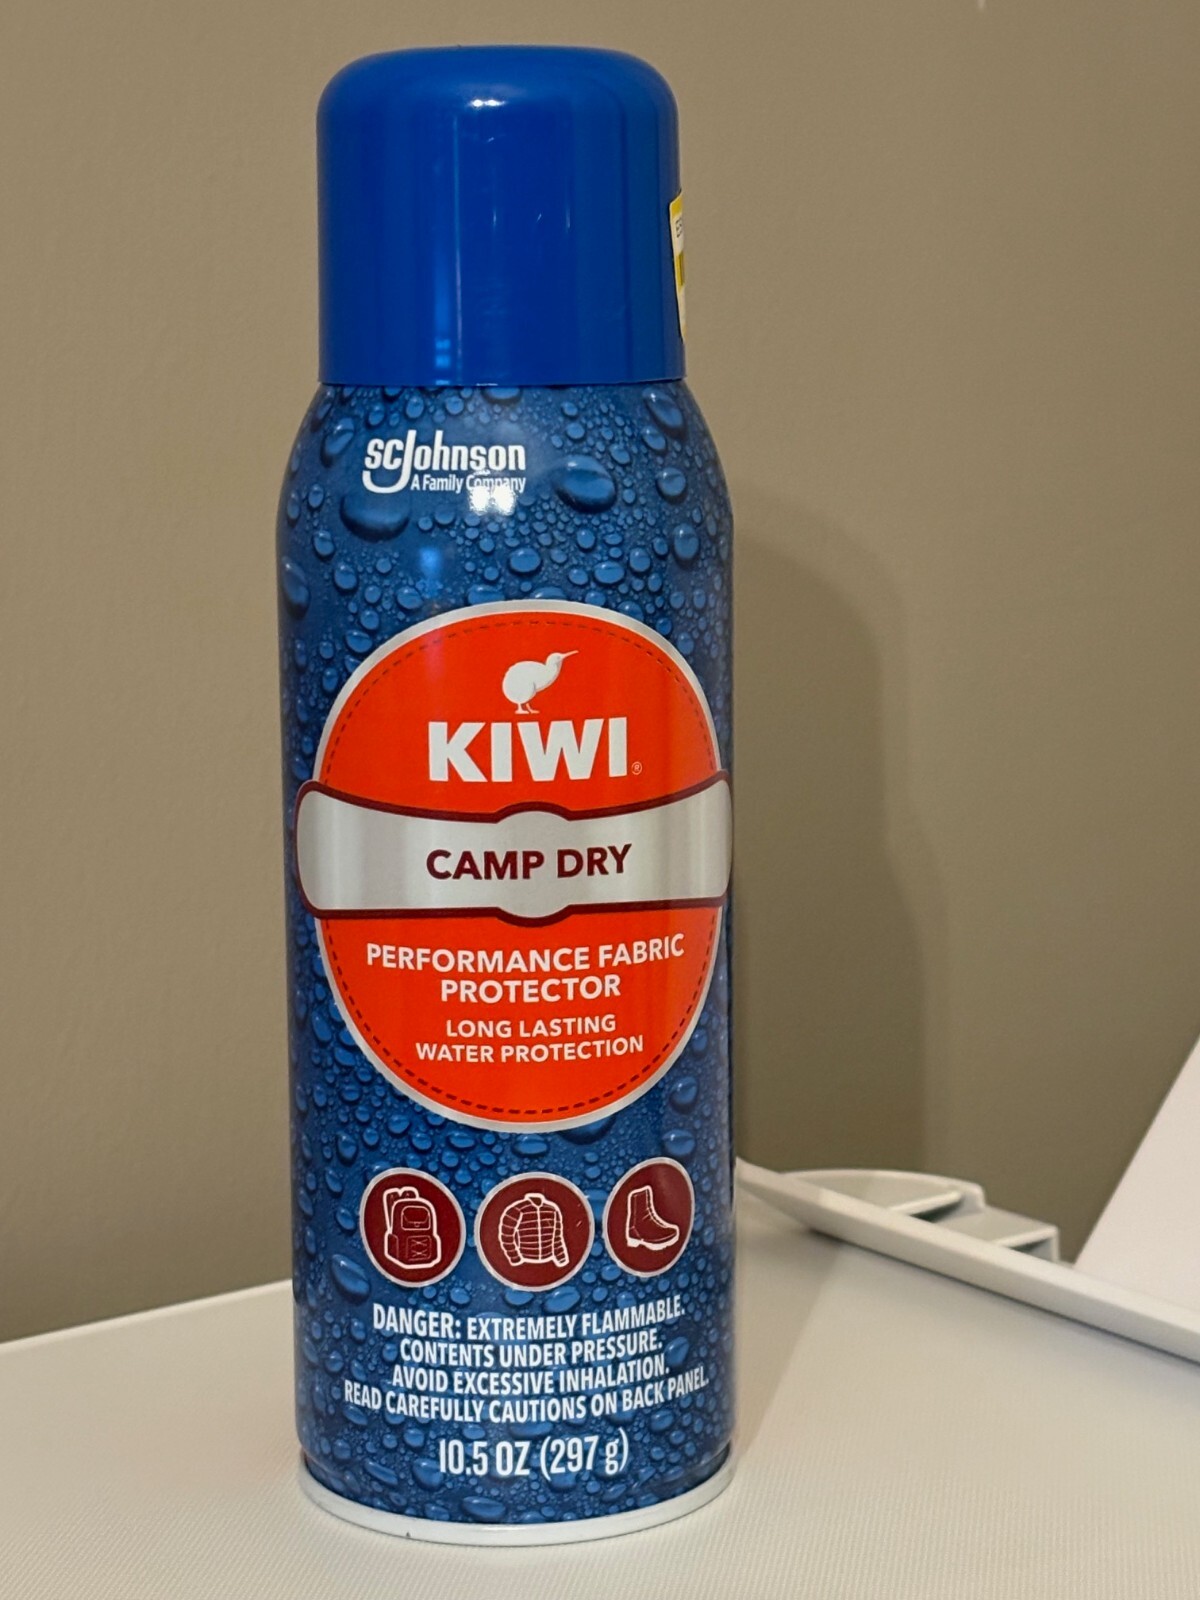 SCJohnson
A Family Company
KIWI®
CAMP DRY
PERFORMANCE FABRIC
PROTECTOR
LONG LASTING
WATER PROTECTION
DANGER: EXTREMELY FLAMMABLE.
CONTENTS UNDER PRESSURE.
AVOID EXCESSIVE INHALATION.
READ CAREFULLY CAUTIONS ON BACK PANEL.
10.5 OZ (297 g)